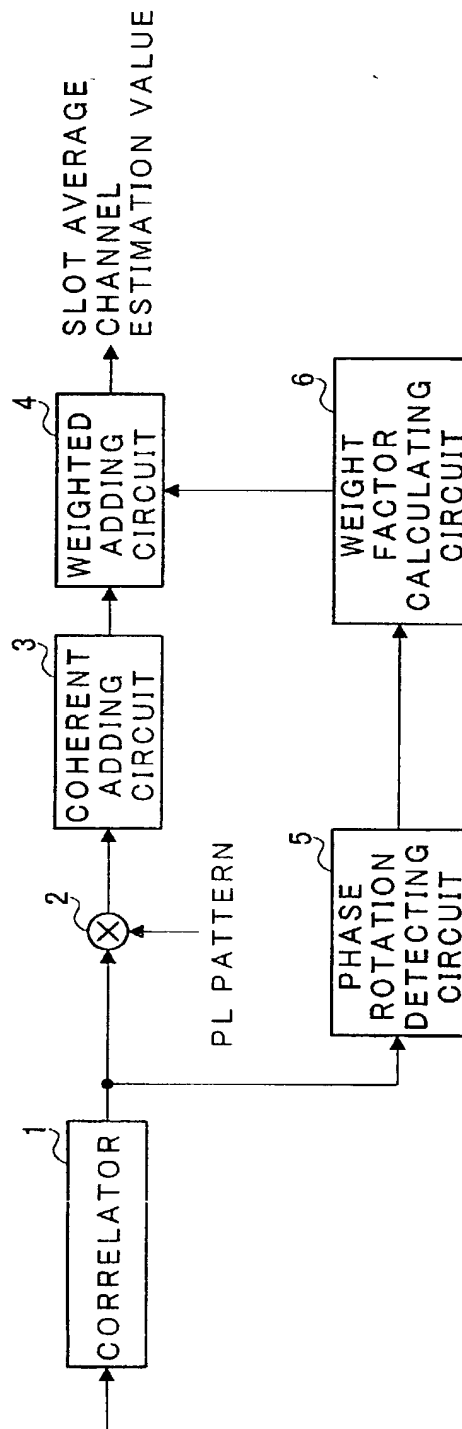 1
CORRELATOR
2
PL PATTERN
3
COHERENT
ADDING
CIRCUIT
4
WEIGHTED
ADDING
CIRCUIT
SLOT AVERAGE
CHANNEL
ESTIMATION VALUE
5
PHASE
ROTATION
DETECTING
CIRCUIT
6
WEIGHT
FACTOR
CALCULATING
CIRCUIT